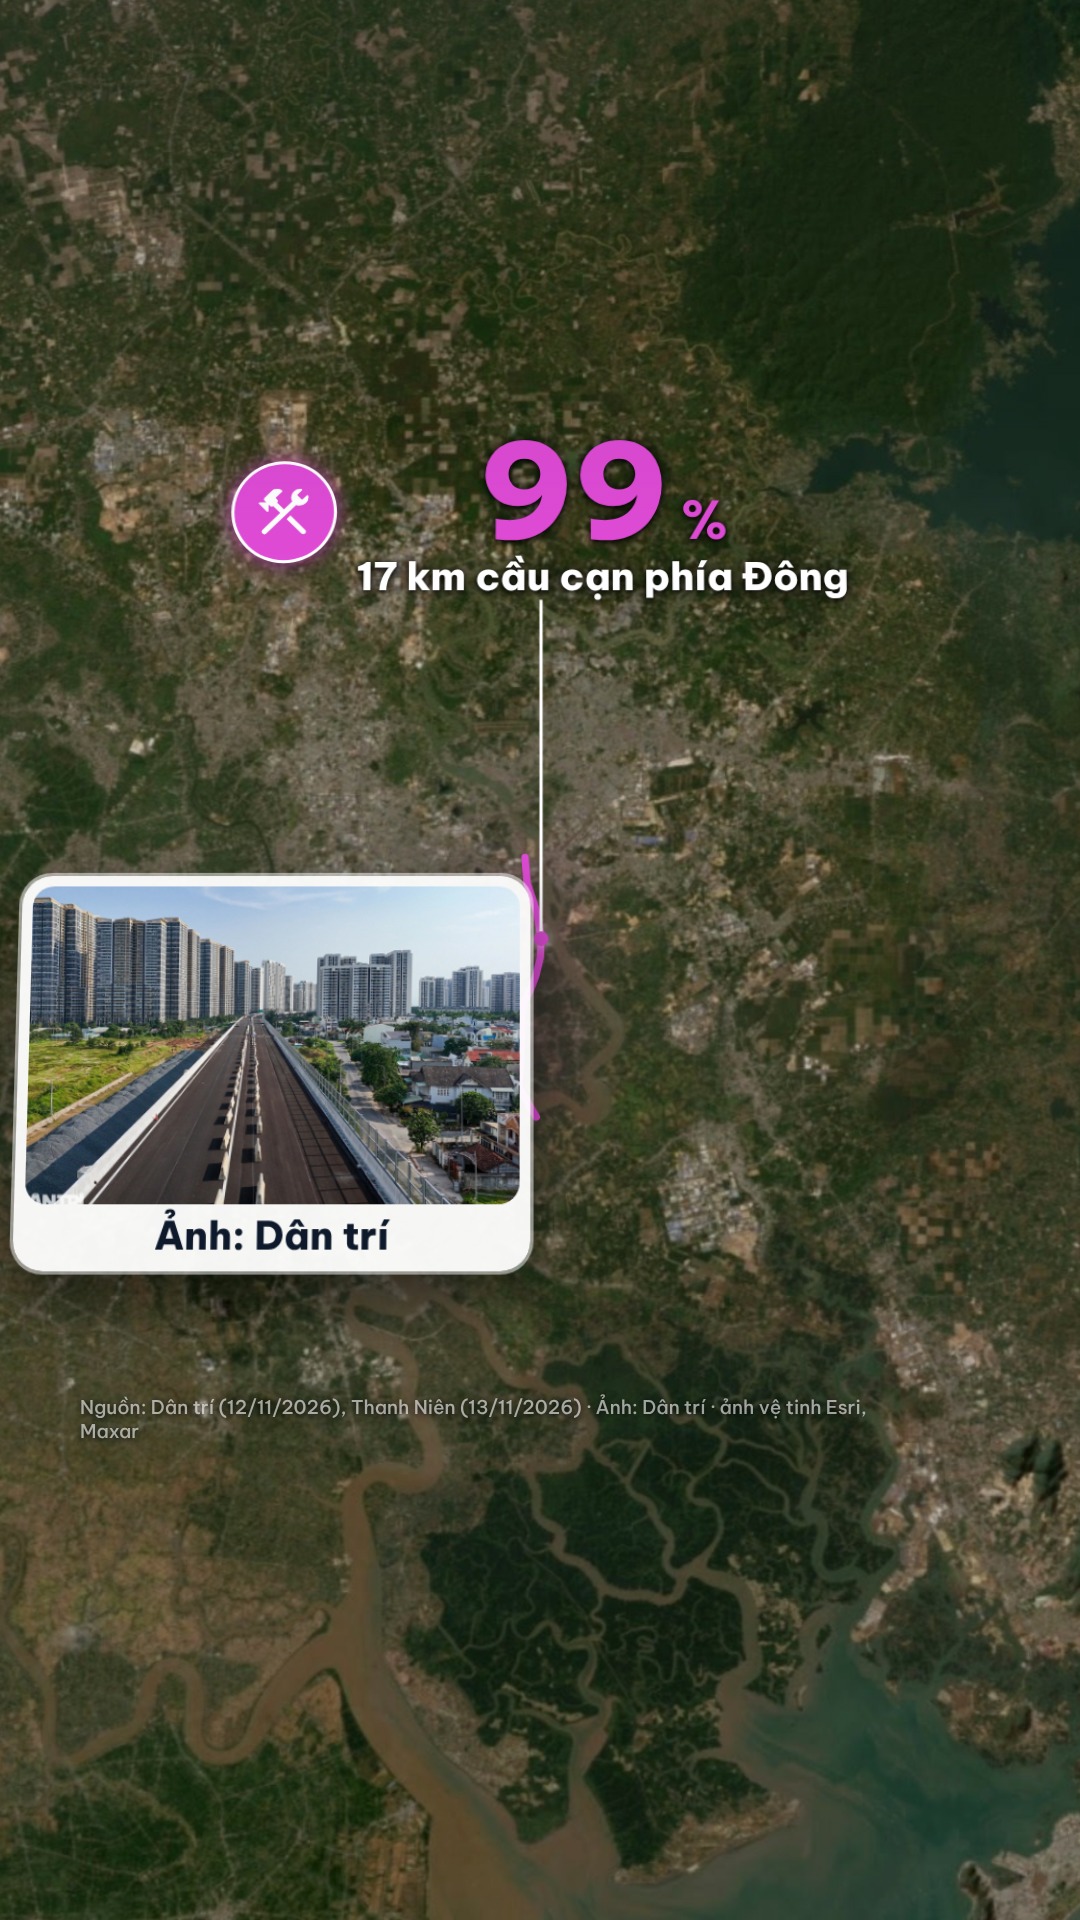 99 %
17 km cầu cạn phía Đông
Ảnh: Dân trí
Nguồn: Dân trí (12/11/2026), Thanh Niên (13/11/2026) · Ảnh: Dân trí · ảnh vệ tinh Esri,
Maxar